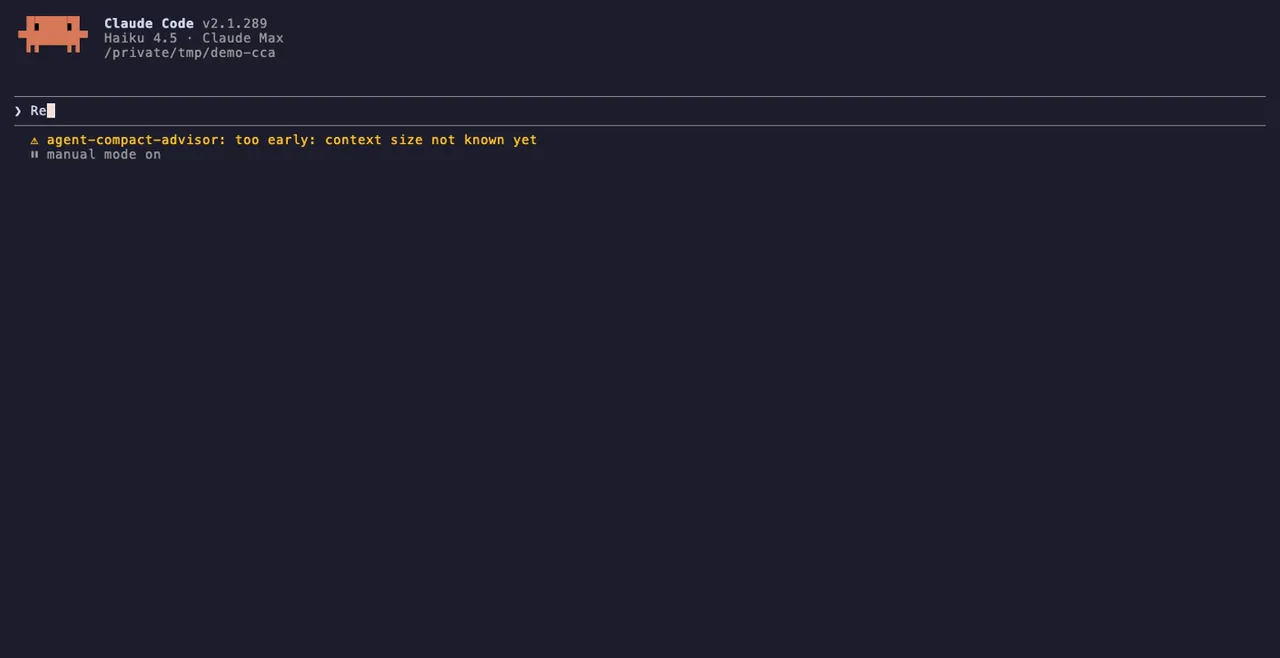 Claude Code v2.1.289
Haiku 4.5 · Claude Max
/private/tmp/demo-cca
❯ Re
⚠ agent-compact-advisor: too early: context size not known yet
⏸ manual mode on